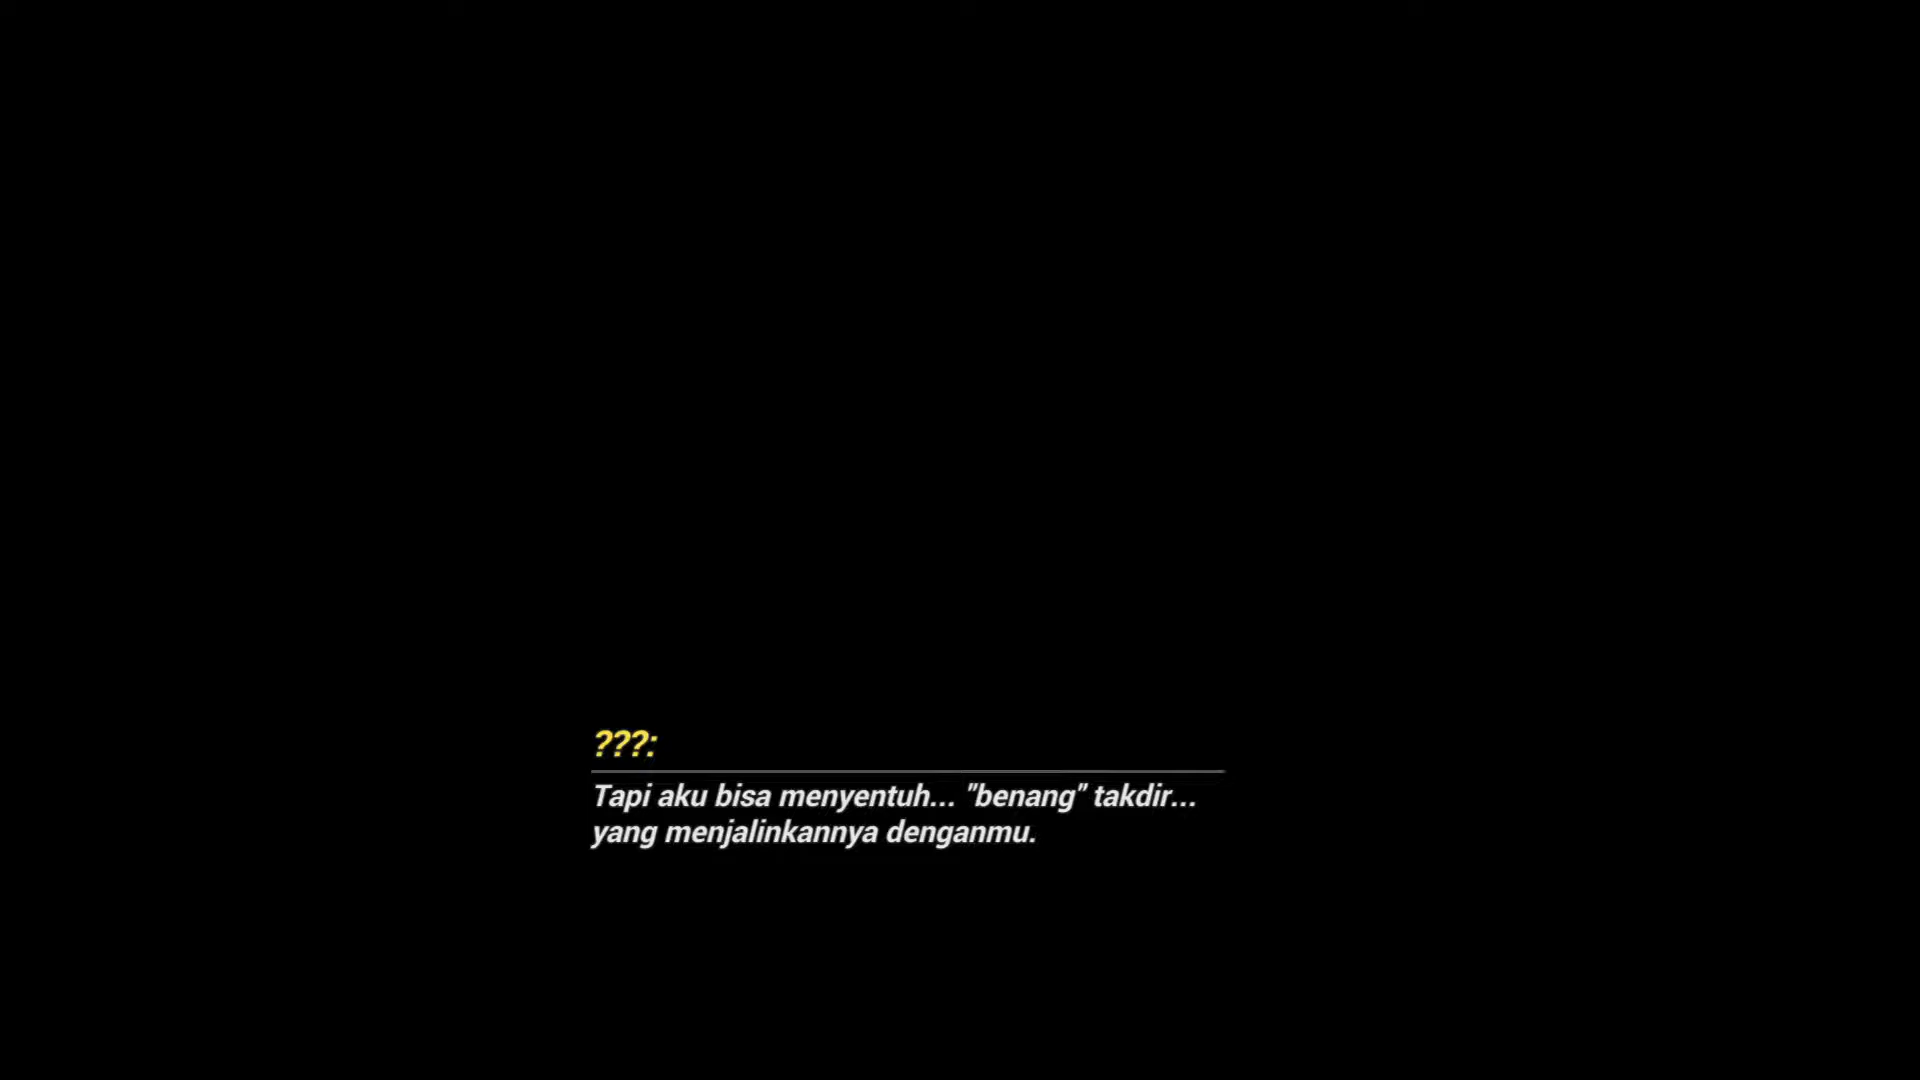 ???:
Tapi aku bisa menyentuh... "benang" takdir...
yang menjalinkannya denganmu.